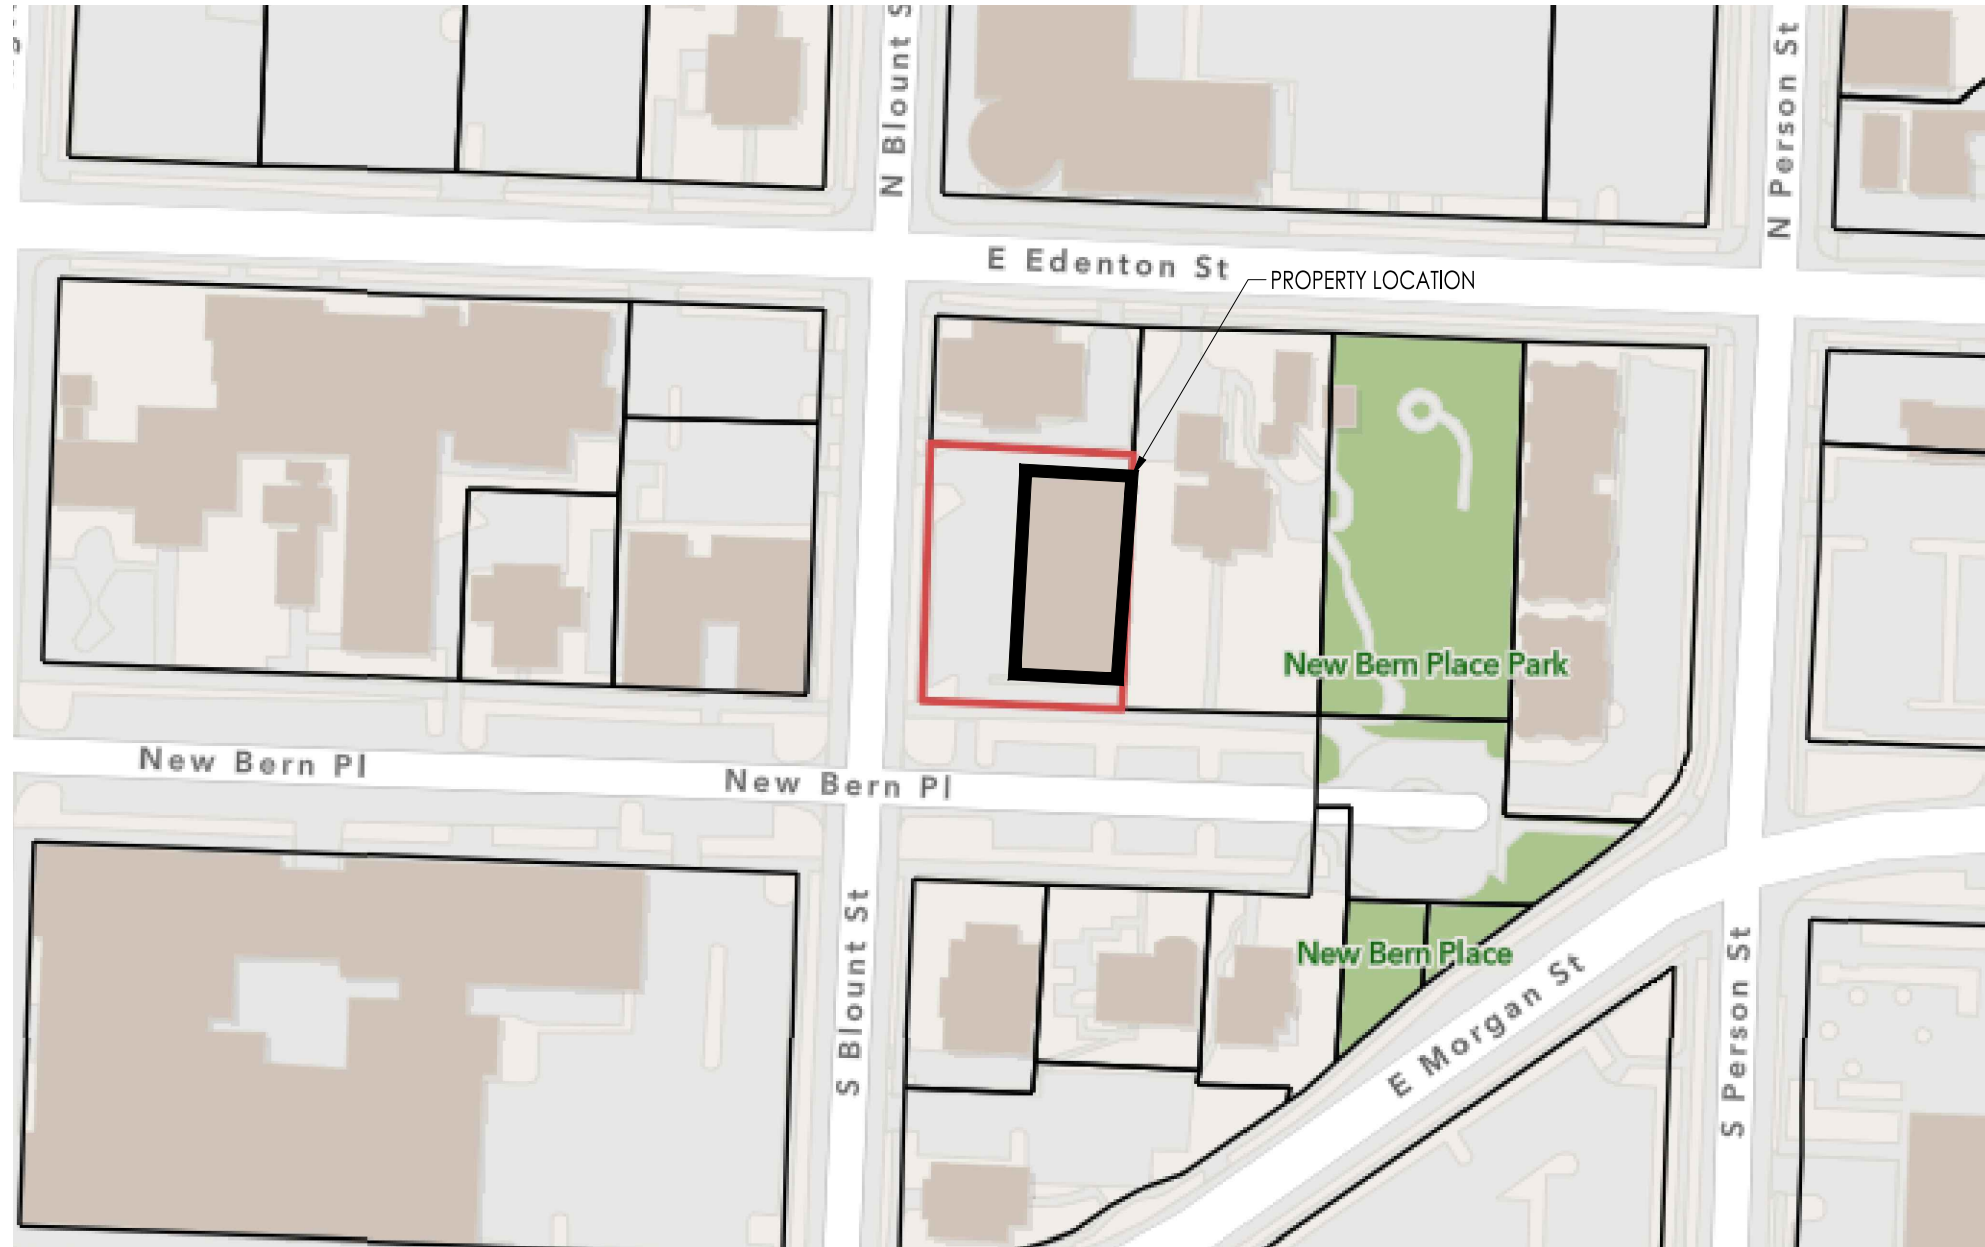 N Blount S
N Person St
E Edenton St
PROPERTY LOCATION
New Bern Place Park
New Bern Pl
New Bern Pl
S Blount St
New Bern Place
E Morgan St
S Person St